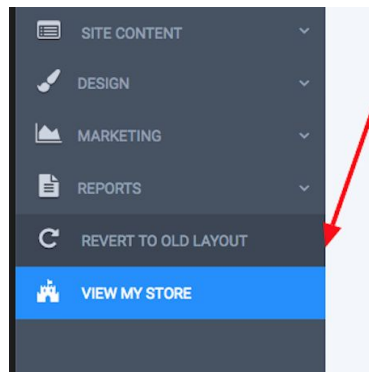 SITE CONTENT
DESIGN
MARKETING
REPORTS
REVERT TO OLD LAYOUT
VIEW MY STORE